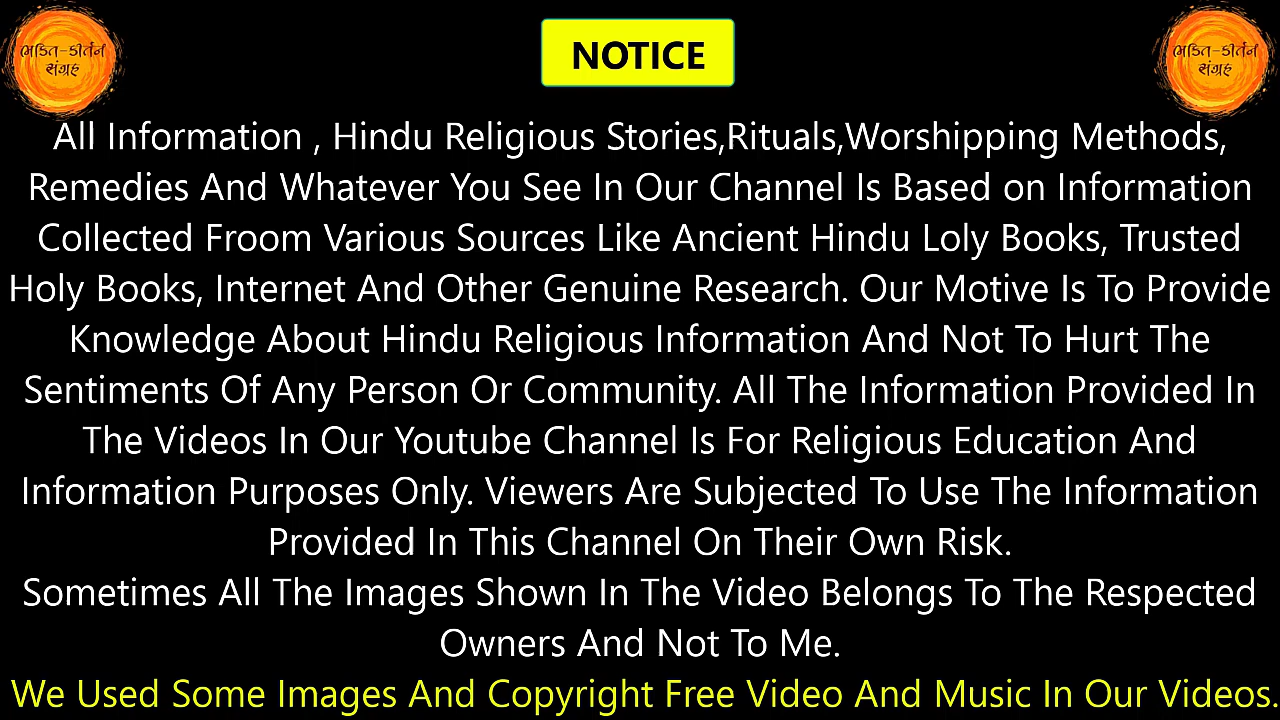 ભક્તિ-કીર્તન
સંગ્રહ
NOTICE
ભક્તિ-કીર્તન
સંગ્રહ
All Information , Hindu Religious Stories,Rituals,Worshipping Methods,
Remedies And Whatever You See In Our Channel Is Based on Information
Collected Froom Various Sources Like Ancient Hindu Loly Books, Trusted
Holy Books, Internet And Other Genuine Research. Our Motive Is To Provide
Knowledge About Hindu Religious Information And Not To Hurt The
Sentiments Of Any Person Or Community. All The Information Provided In
The Videos In Our Youtube Channel Is For Religious Education And
Information Purposes Only. Viewers Are Subjected To Use The Information
Provided In This Channel On Their Own Risk.
Sometimes All The Images Shown In The Video Belongs To The Respected
Owners And Not To Me.
We Used Some Images And Copyright Free Video And Music In Our Videos.